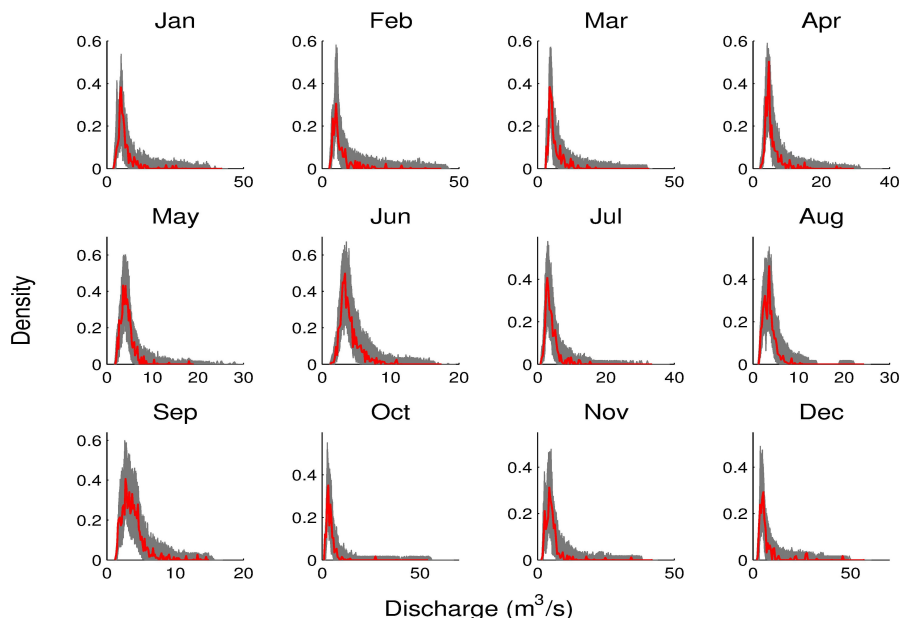 Jan Feb Mar Apr
0.6 0.6 0.6 0.6
0.4 0.4 0.4 0.4
0.2 0.2 0.2 0.2
0 0 0 0
0 50 0 50 0 50 0 20 40
May Jun Jul Aug
0.6 0.6
0.4 0.4 0.4 0.4
0.2 0.2 0.2 0.2
0 0 0 0
0 10 20 30 0 10 20 0 20 40 0 10 20 30
Sep Oct Nov Dec
0.6
0.4 0.4 0.4 0.4
0.2 0.2 0.2 0.2
0 0 0 0
0 10 20 0 50 0 50 0 50
Density
Discharge (m³/s)